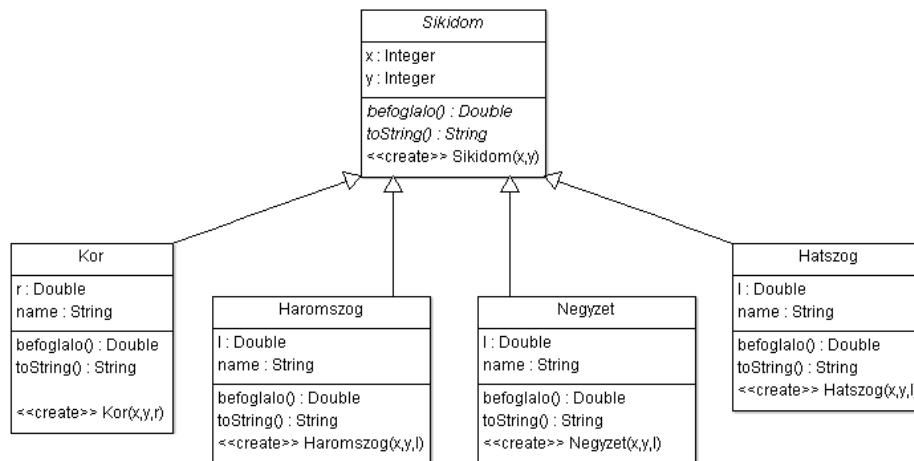 Sikidom
x : Integer
y : Integer
befoglalo() : Double
toString() : String
<<create>> Sikidom(x,y)
Kor
r : Double
name : String
befoglalo() : Double
toString() : String
<<create>> Kor(x,y,r)
Haromszog
l : Double
name : String
befoglalo() : Double
toString() : String
<<create>> Haromszog(x,y,l)
Negyzet
l : Double
name : String
befoglalo() : Double
toString() : String
<<create>> Negyzet(x,y,l)
Hatszog
l : Double
name : String
befoglalo() : Double
toString() : String
<<create>> Hatszog(x,y,l